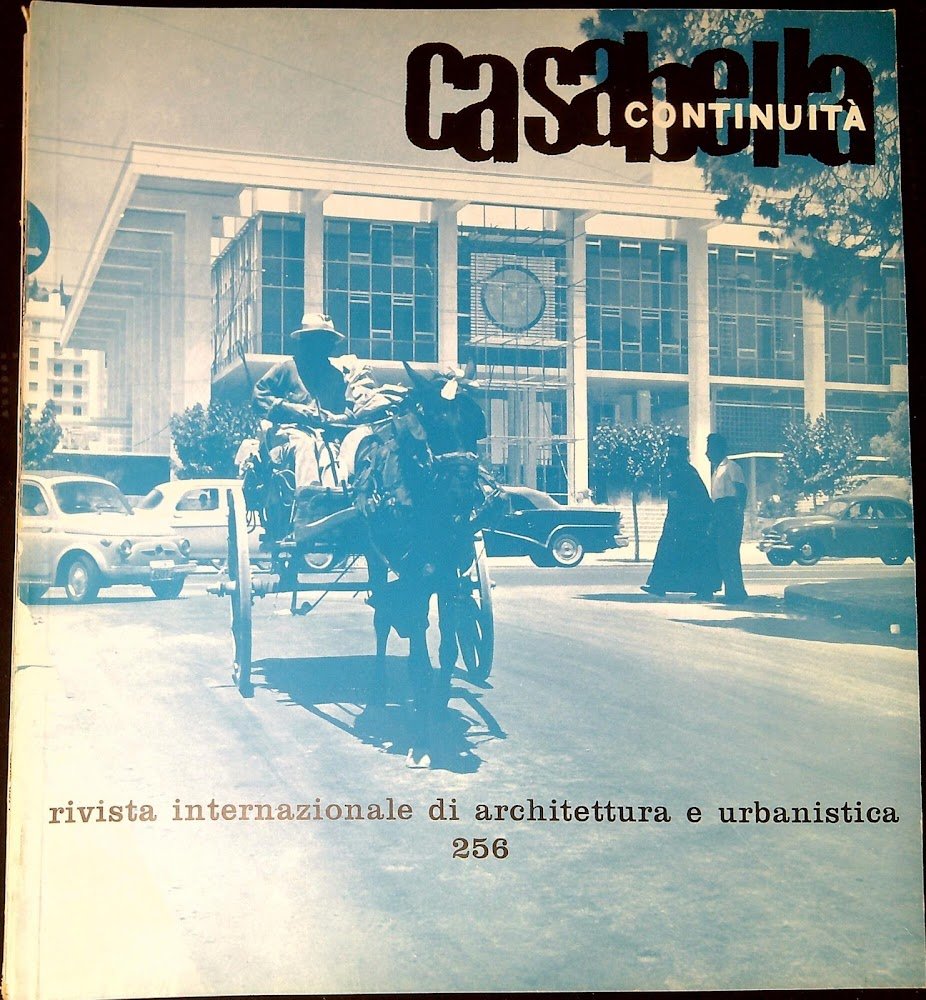 casabella
CONTINUITÀ
rivista internazionale di architettura e urbanistica
256